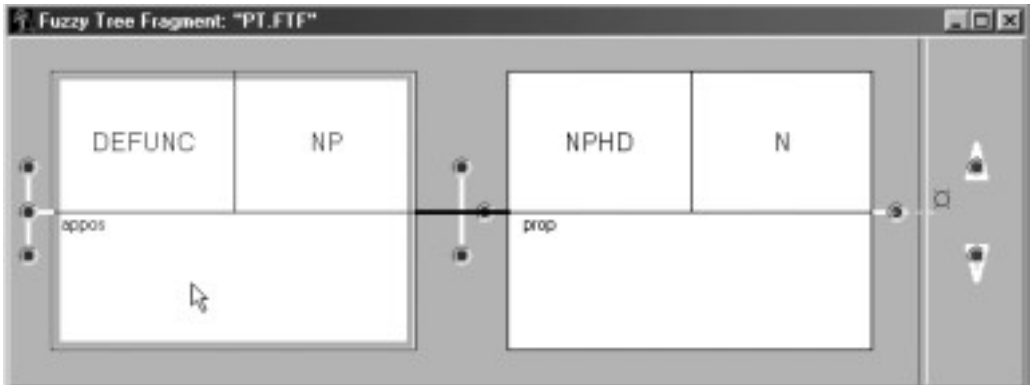 Fuzzy Tree Fragment: "PT.FTF"
DEFUNC NP NPHD N
appos prop
¤